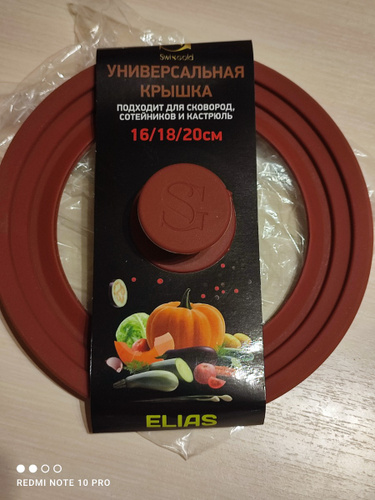 Swissgold
УНИВЕРСАЛЬНАЯ
КРЫШКА
ПОДХОДИТ ДЛЯ СКОВОРОД,
СОТЕЙНИКОВ И КАСТРЮЛЬ
16/18/20см
SG
ELIAS
REDMI NOTE 10 PRO